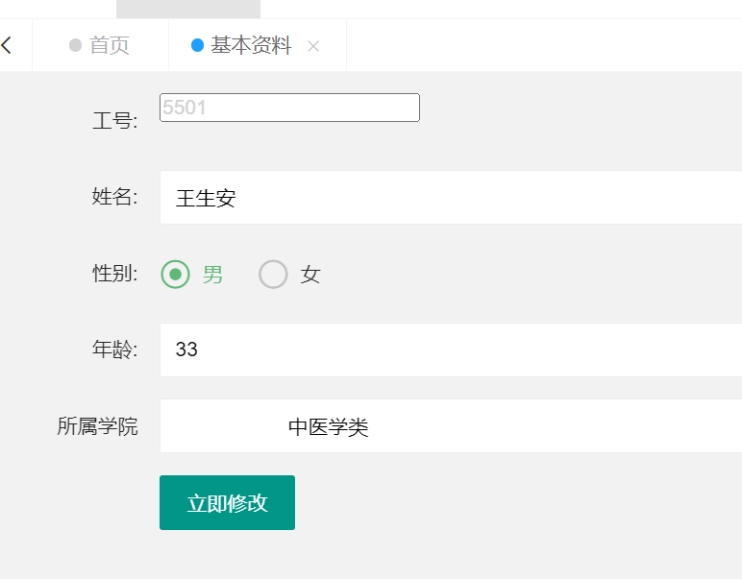 首页 基本资料
工号: 5501
姓名: 王生安
性别: 男 女
年龄: 33
所属学院 中医学类
立即修改